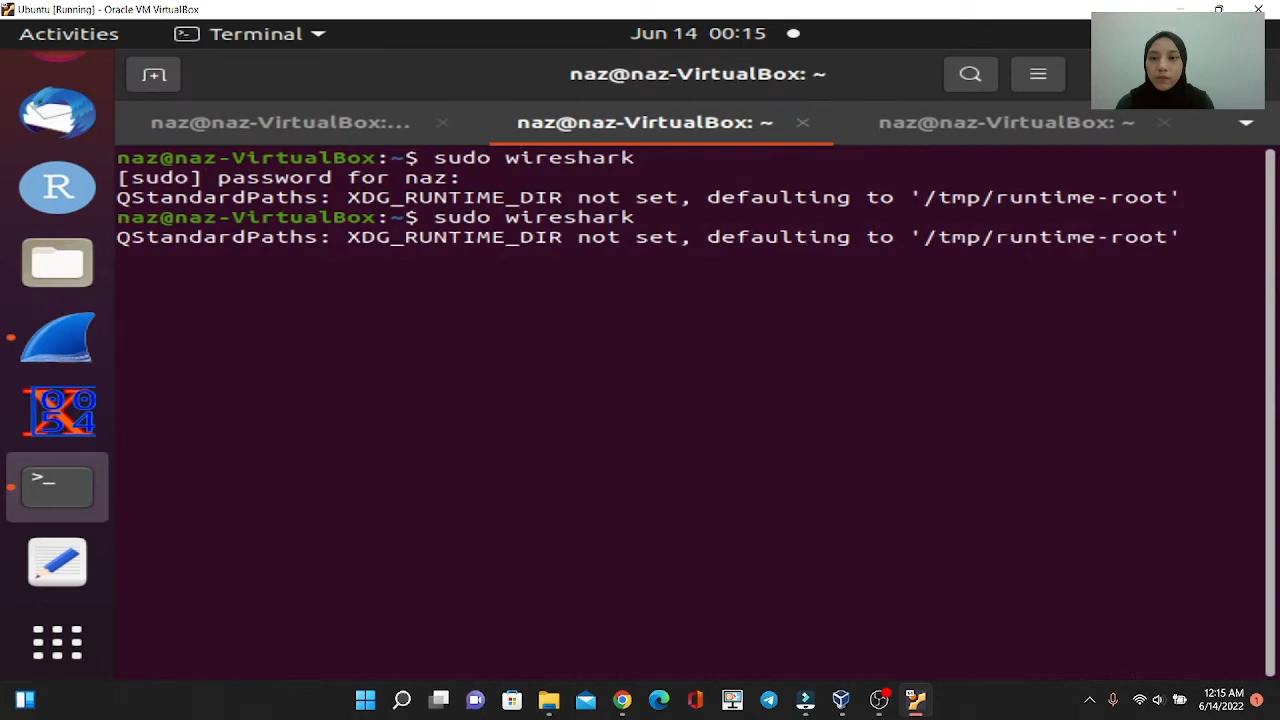 Ubuntu [Running] - Oracle VM VirtualBox
Activities
Terminal
Jun 14 00:15
naz@naz-VirtualBox: ~
naz@naz-VirtualBox:...
naz@naz-VirtualBox: ~
naz@naz-VirtualBox: ~
naz@naz-VirtualBox:~$ sudo wireshark
[sudo] password for naz:
QStandardPaths: XDG_RUNTIME_DIR not set, defaulting to '/tmp/runtime-root'
naz@naz-VirtualBox:~$ sudo wireshark
QStandardPaths: XDG_RUNTIME_DIR not set, defaulting to '/tmp/runtime-root'
R
00
54
>_
12:15 AM
6/14/2022
1